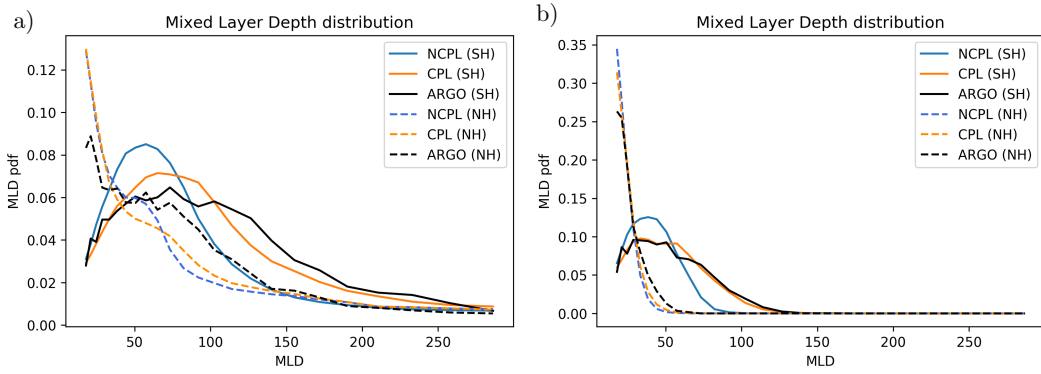 a)
Mixed Layer Depth distribution
MLD pdf
0.12
0.10
0.08
0.06
0.04
0.02
0.00
50
100
150
200
250
MLD
NCPL (SH)
CPL (SH)
ARGO (SH)
NCPL (NH)
CPL (NH)
ARGO (NH)
b)
Mixed Layer Depth distribution
MLD pdf
0.35
0.30
0.25
0.20
0.15
0.10
0.05
0.00
50
100
150
200
250
MLD
NCPL (SH)
CPL (SH)
ARGO (SH)
NCPL (NH)
CPL (NH)
ARGO (NH)